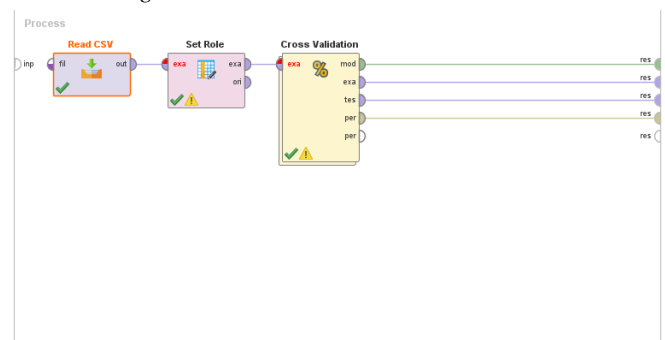 Process
Read CSV
Set Role
Cross Validation
inp
fil
out
exa
exa
ori
exa
mod
exa
tes
per
per
res
res
res
res
res